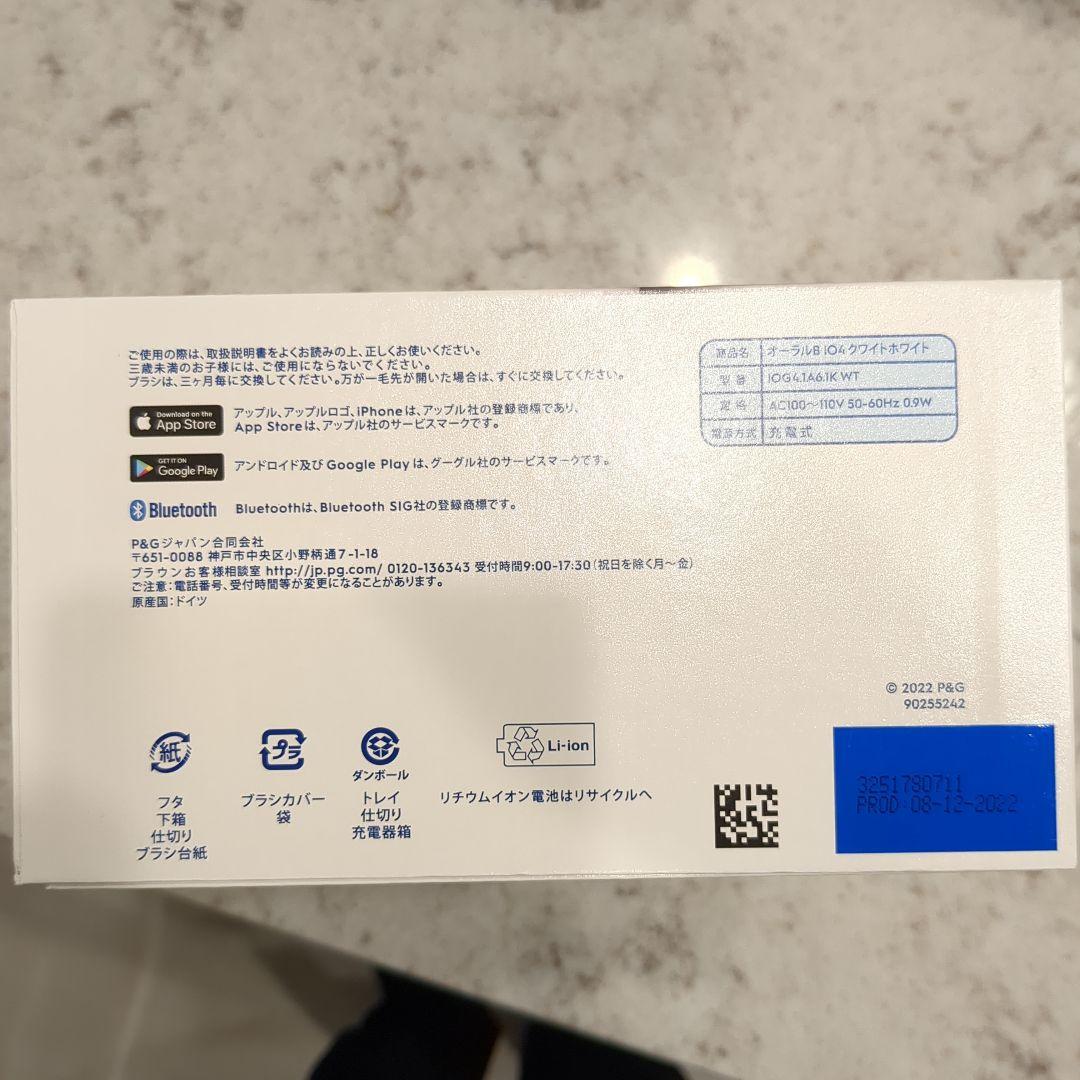 ご使用の際は、取扱説明書をよくお読みの上、正しくお使いください。
三歳未満のお子様には、ご使用にならないでください。
ブラシは、三ヶ月毎に交換してください。万が一毛先が開いた場合は、すぐに交換してください。
Download on the
App Store
アップル、アップルロゴ、iPhoneは、アップル社の登録商標であり、
App Storeは、アップル社のサービスマークです。
GET IT ON
Google Play
アンドロイド及び Google Play は、グーグル社のサービスマークです。
Bluetooth
Bluetoothは、Bluetooth SIG社の登録商標です。
P&Gジャパン合同会社
〒651-0088 神戸市中央区小野柄通7-1-18
ブラウンお客様相談室 http://jp.pg.com/ 0120-136343 受付時間9:00-17:30（祝日を除く月〜金）
ご注意：電話番号、受付時間等が変更になることがあります。
原産国：ドイツ
商品名 オーラルB iO4 クワイトホワイト
型番 IOG4.1A6.1K WT
定格 AC100〜110V 50-60Hz 0.9W
電源方式 充電式
© 2022 P&G
90255242
紙
フタ
下箱
仕切り
ブラシ台紙
プラ
ブラシカバー
袋
ダンボール
トレイ
仕切り
充電器箱
Li-ion
リチウムイオン電池はリサイクルへ
3251780711
PROD 08-12-2022